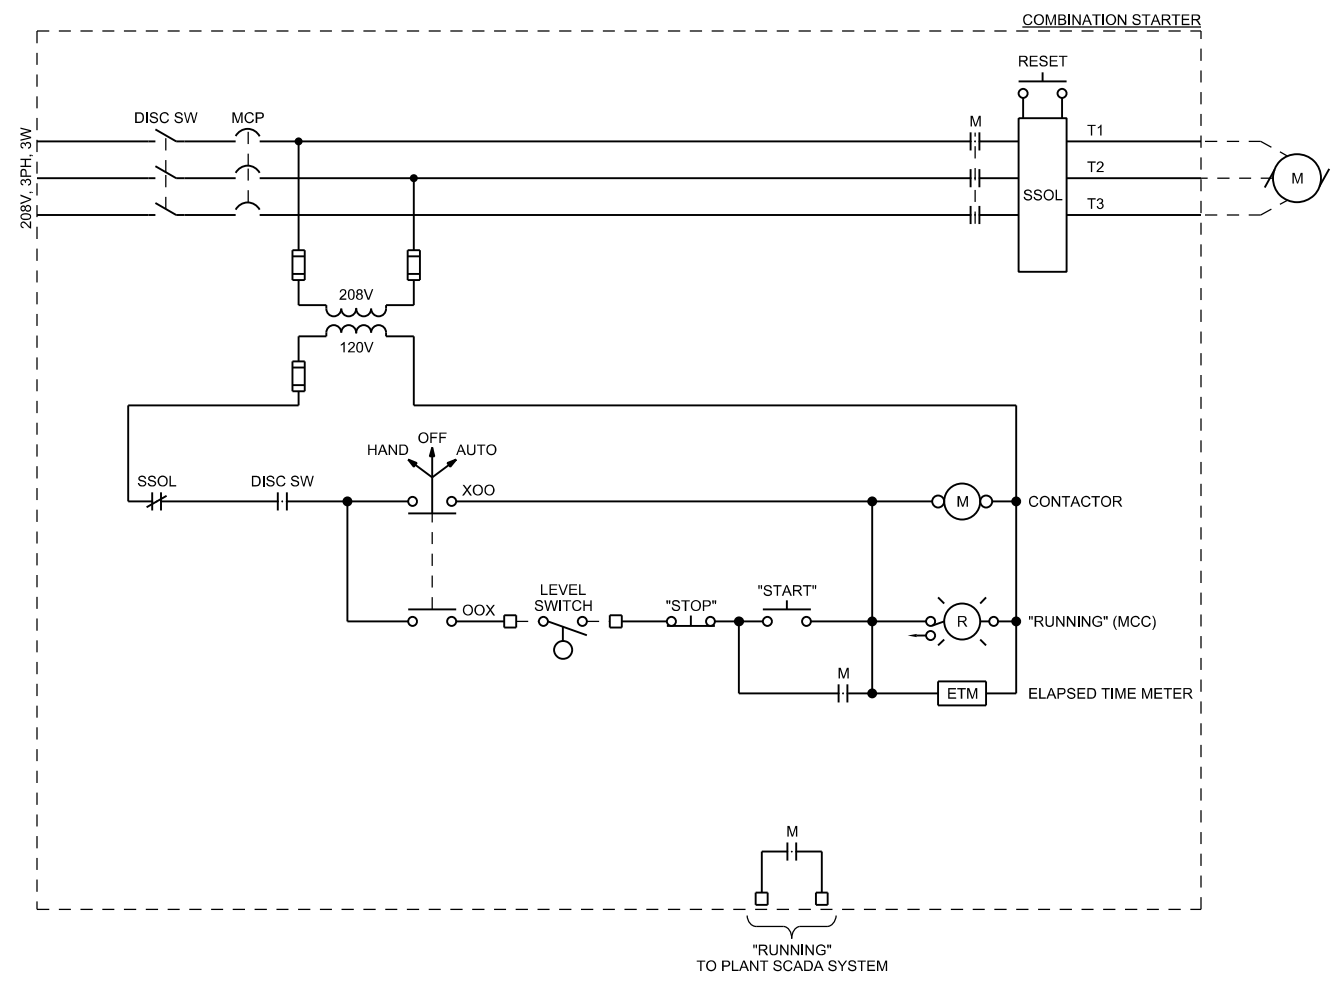 COMBINATION STARTER
RESET
DISC SW
MCP
M
T1
T2
T3
SSOL
M
208V, 3PH, 3W
208V
120V
HAND
OFF
AUTO
SSOL
DISC SW
XOO
M
CONTACTOR
LEVEL
SWITCH
"STOP"
"START"
OOX
R
"RUNNING" (MCC)
M
ETM
ELAPSED TIME METER
M
"RUNNING"
TO PLANT SCADA SYSTEM